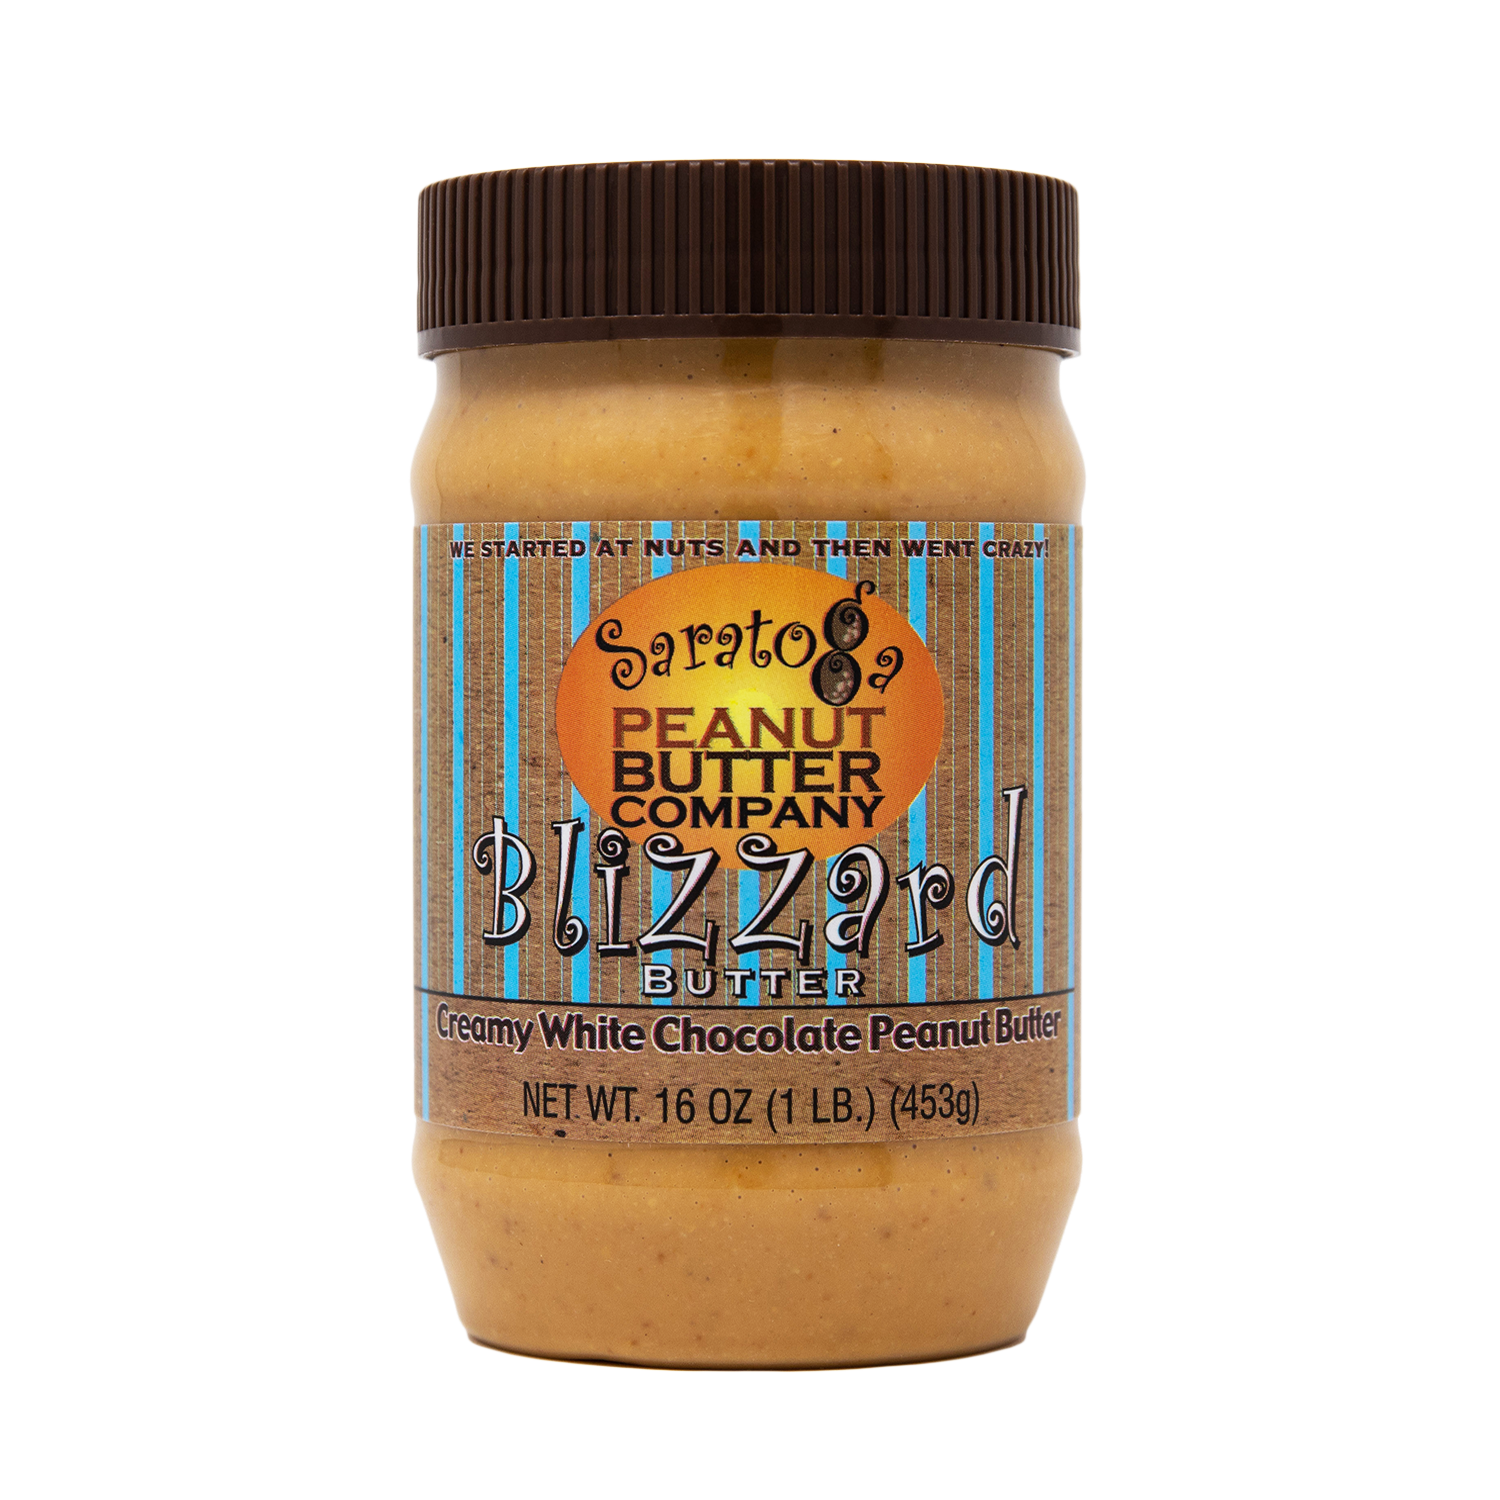 WE STARTED AT NUTS AND THEN WENT CRAZY!
Saratoga
PEANUT
BUTTER
COMPANY
Blizzard
BUTTER
Creamy White Chocolate Peanut Butter
NET WT. 16 OZ (1 LB.) (453g)